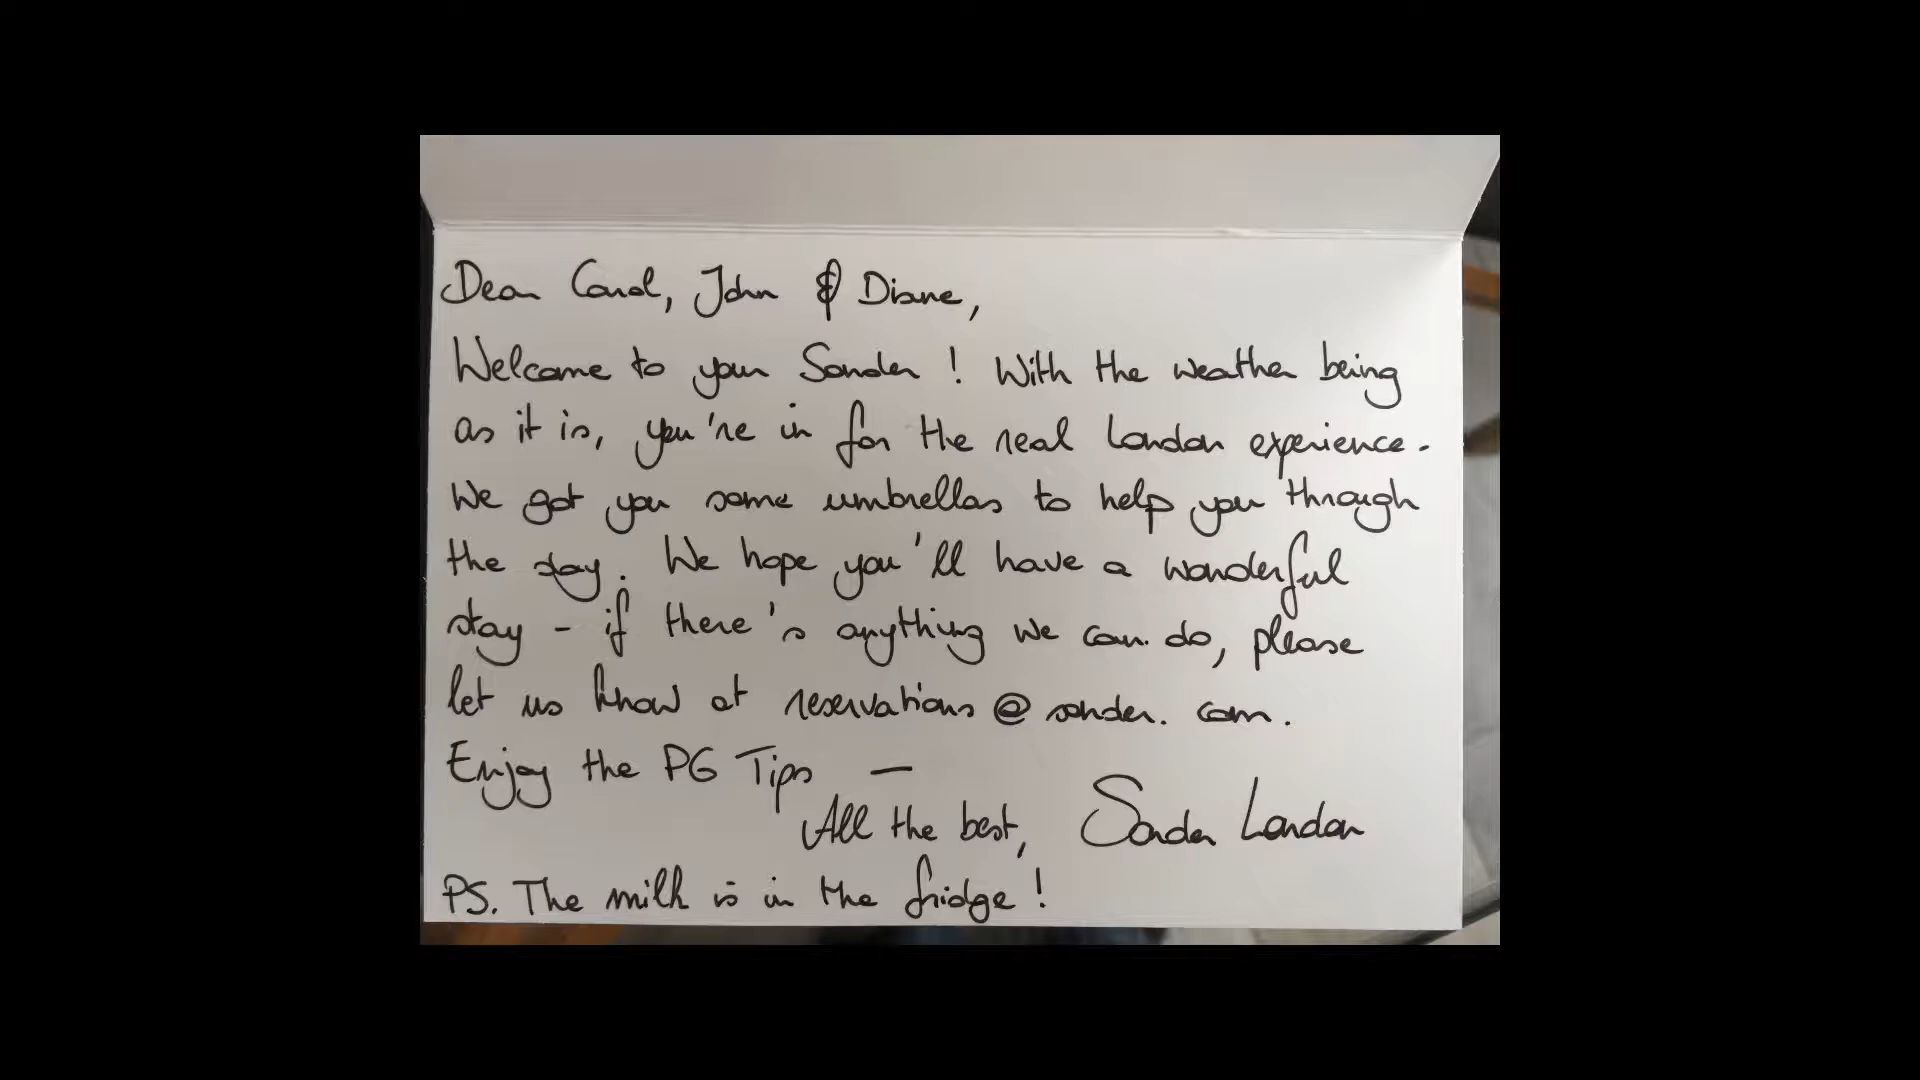 Dear Carol, John & Diane,
Welcome to your Sonder! With the weather being
as it is, you're in for the real London experience.
We got you some umbrellas to help you through
the day. We hope you'll have a wonderful
stay - if there's anything we can do, please
let us know at reservations@sonder.com.
Enjoy the PG Tips —
All the best, Sonder London
PS. The milk is in the fridge!